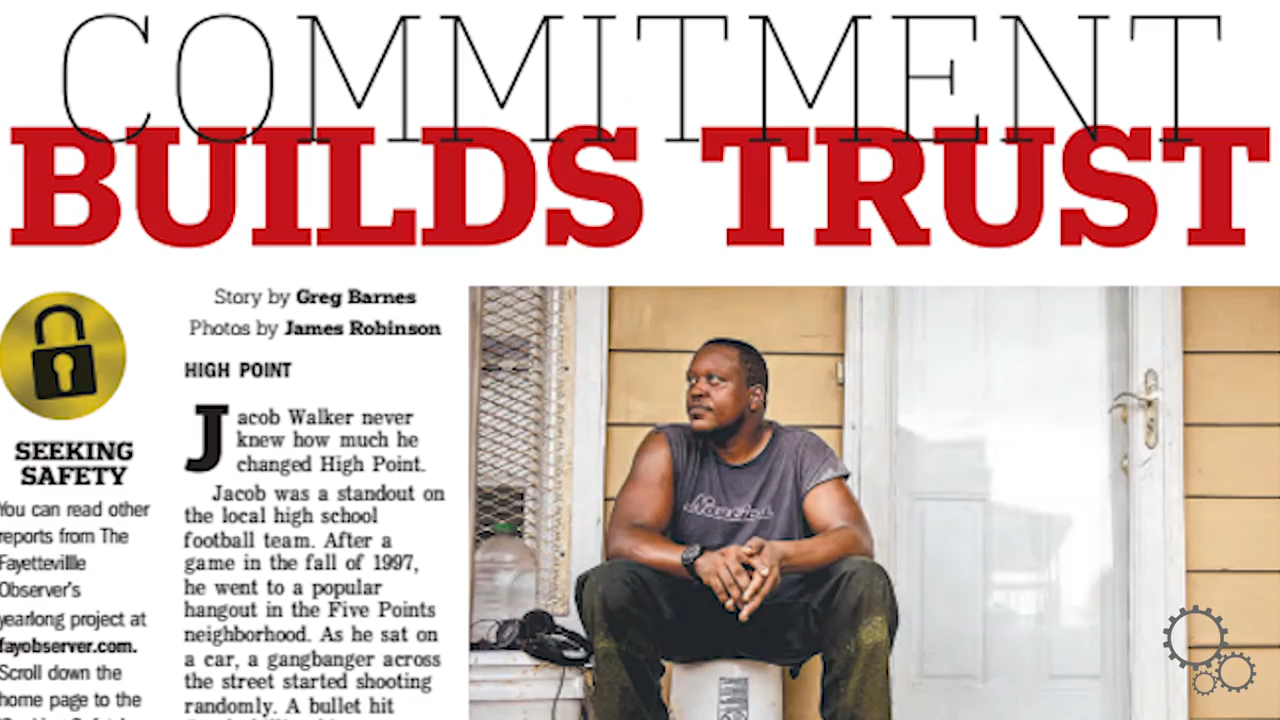 COMMITMENT
BUILDS TRUST
SEEKING
SAFETY
You can read other
reports from The
Fayettevillle
Observer's
yearlong project at
fayobserver.com.
Scroll down the
home page to the
Story by Greg Barnes
Photos by James Robinson
HIGH POINT
Jacob Walker never
knew how much he
changed High Point.
Jacob was a standout on
the local high school
football team. After a
game in the fall of 1997,
he went to a popular
hangout in the Five Points
neighborhood. As he sat on
a car, a gangbanger across
the street started shooting
randomly. A bullet hit